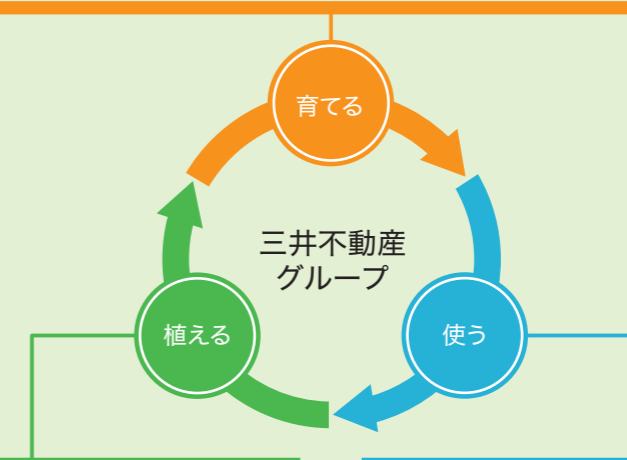 育てる
三井不動産
グループ
植える
使う